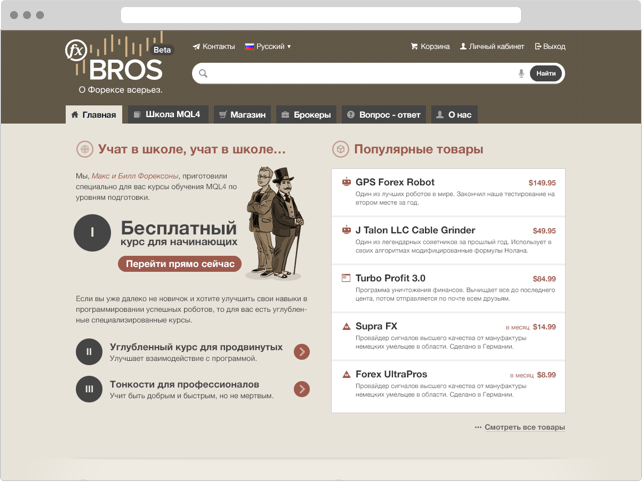 fx
Beta
BROS
О Форексе всерьез.
Контакты
Русский
Корзина
Личный кабинет
Выход
Найти
Главная
Школа MQL4
Магазин
Брокеры
Вопрос - ответ
О нас
Учат в школе, учат в школе...
Мы, Макс и Билл Форексоны, приготовили
специально для вас курсы обучения MQL4 по
уровням подготовки.
I
Бесплатный
курс для начинающих
Перейти прямо сейчас
Если вы уже далеко не новичок и хотите улучшить свои навыки в
программировании успешных роботов, то для вас есть углублен-
ные специализированные курсы.
II
Углубленный курс для продвинутых
Улучшает взаимодействие с программой.
III
Тонкости для профессионалов
Учит быть добрым и быстрым, но не мертвым.
Популярные товары
GPS Forex Robot $149.95
Один из лучших роботов в мире. Закончил наше тестирование на
втором месте за год.
J Talon LLC Cable Grinder $49.95
Один из легендарных советников за прошлый год. Использует в
своих алгоритмах модифицированные формулы Нолана.
Turbo Profit 3.0 $84.99
Программа уничтожения финансов. Вычищает все до последнего
цента, потом отправляется по почте всем друзьям.
Supra FX в месяц $14.99
Провайдер сигналов высшего качества от мануфактуры
немецких умельцев в области. Сделано в Германии.
Forex UltraPros в месяц $8.99
Провайдер сигналов высшего качества от мануфактуры
немецких умельцев в области. Сделано в Германии.
Смотреть все товары